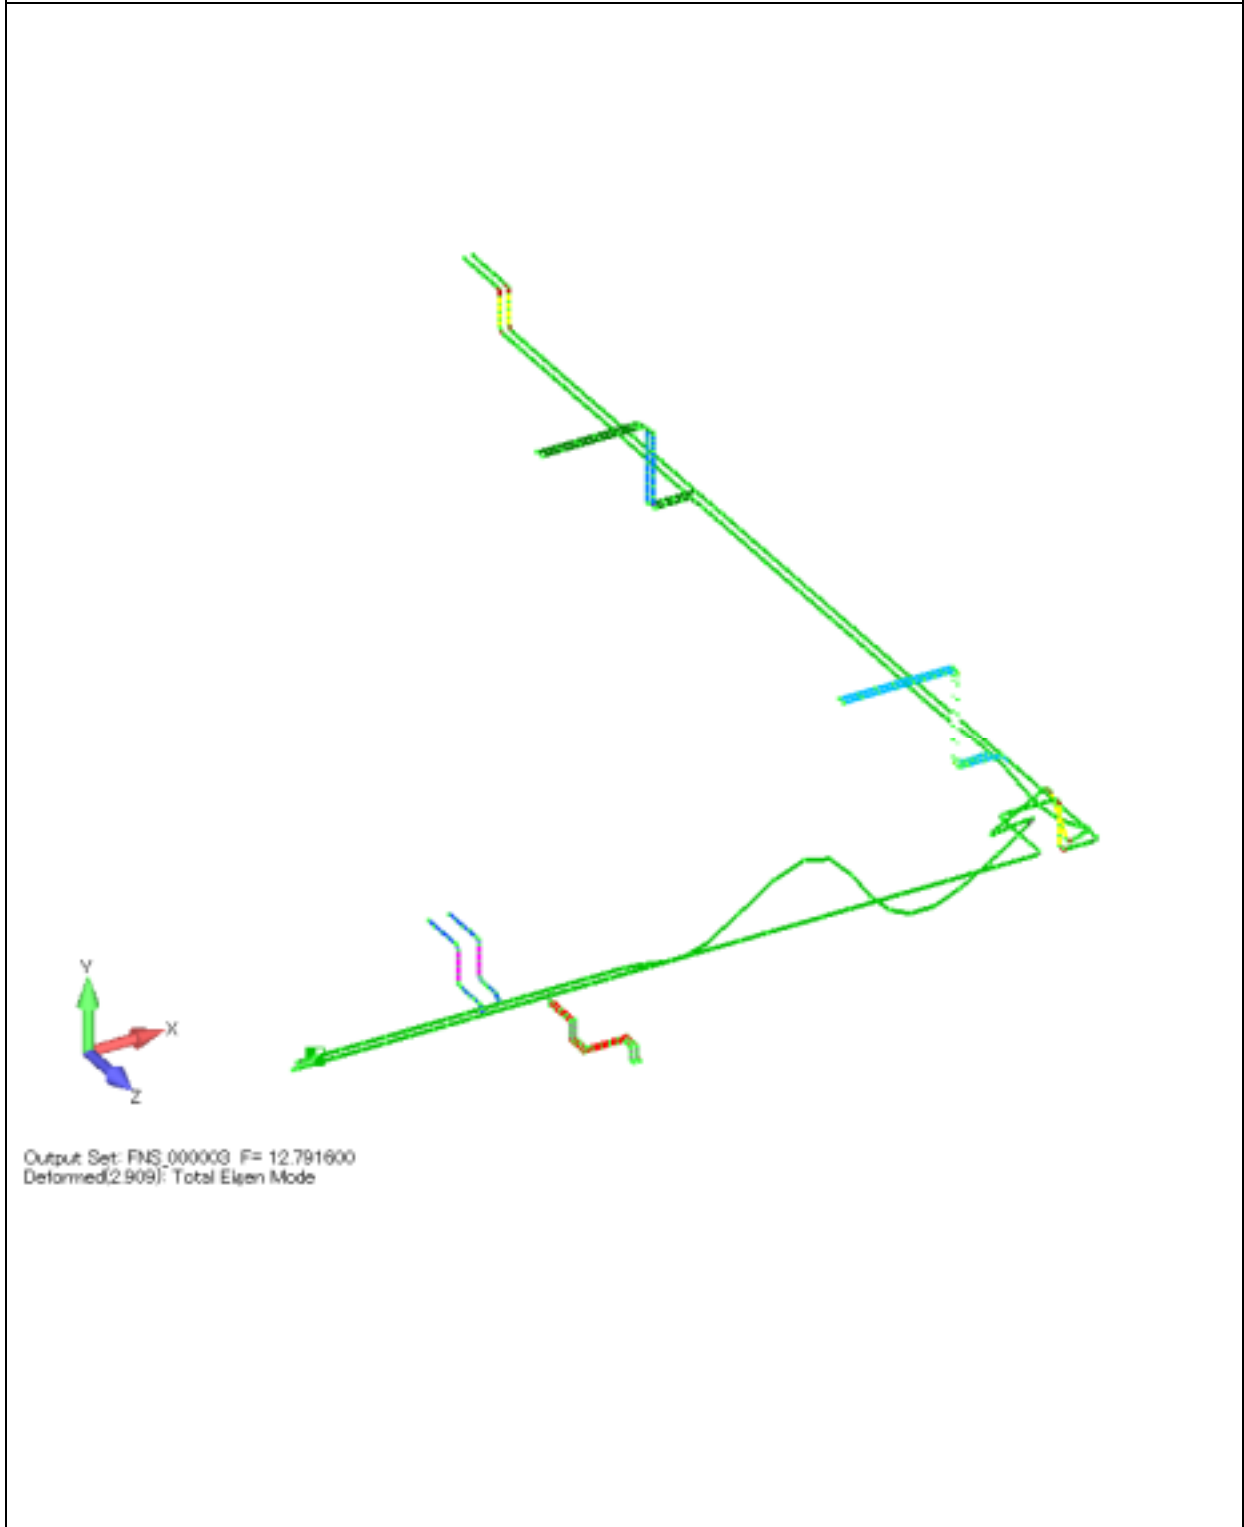 Y
X
Z
Output Set: FNS_000003 F= 12.791600
Deformed(2.909): Total Eigen Mode